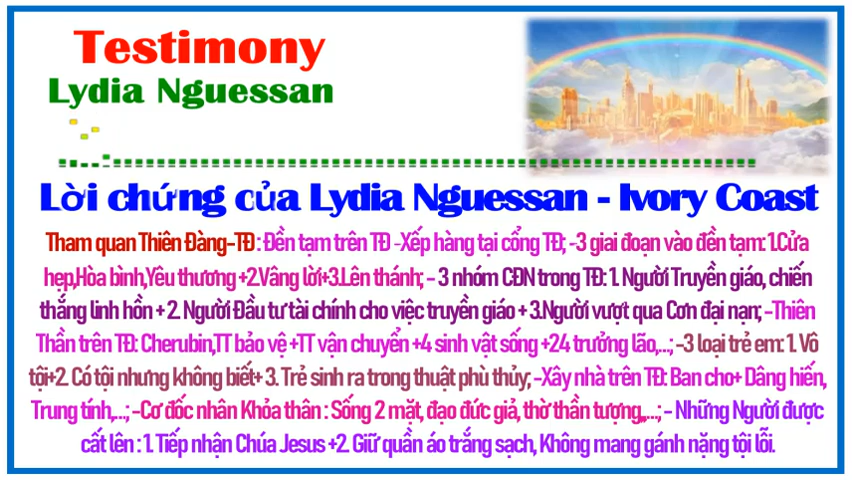 Testimony
Lydia Nguessan
Lời chứng của Lydia Nguessan - Ivory Coast
Tham quan Thiên Đàng-TĐ : Đền tạm trên TĐ -Xếp hàng tại cổng TĐ; -3 giai đoạn vào đền tạm: 1.Cửa
hẹp,Hòa bình,Yêu thương +2.Vâng lời+3.Lên thánh; - 3 nhóm CĐN trong TĐ: 1. Người Truyền giáo, chiến
thắng linh hồn + 2. Người Đầu tư tài chính cho việc truyền giáo + 3.Người vượt qua Cơn đại nạn; -Thiên
Thần trên TĐ: Cherubin,TT bảo vệ +TT vận chuyển +4 sinh vật sống +24 trưởng lão,...; -3 loại trẻ em: 1. Vô
tội+2. Có tội nhưng không biết+ 3. Trẻ sinh ra trong thuật phù thủy; -Xây nhà trên TĐ: Ban cho+ Dâng hiến,
Trung tính,...; -Cơ đốc nhân Khỏa thân : Sống 2 mặt, đạo đức giả, thờ thần tượng,,...; - Những Người được
cất lên : 1. Tiếp nhận Chúa Jesus +2. Giữ quần áo trắng sạch, Không mang gánh nặng tội lỗi.